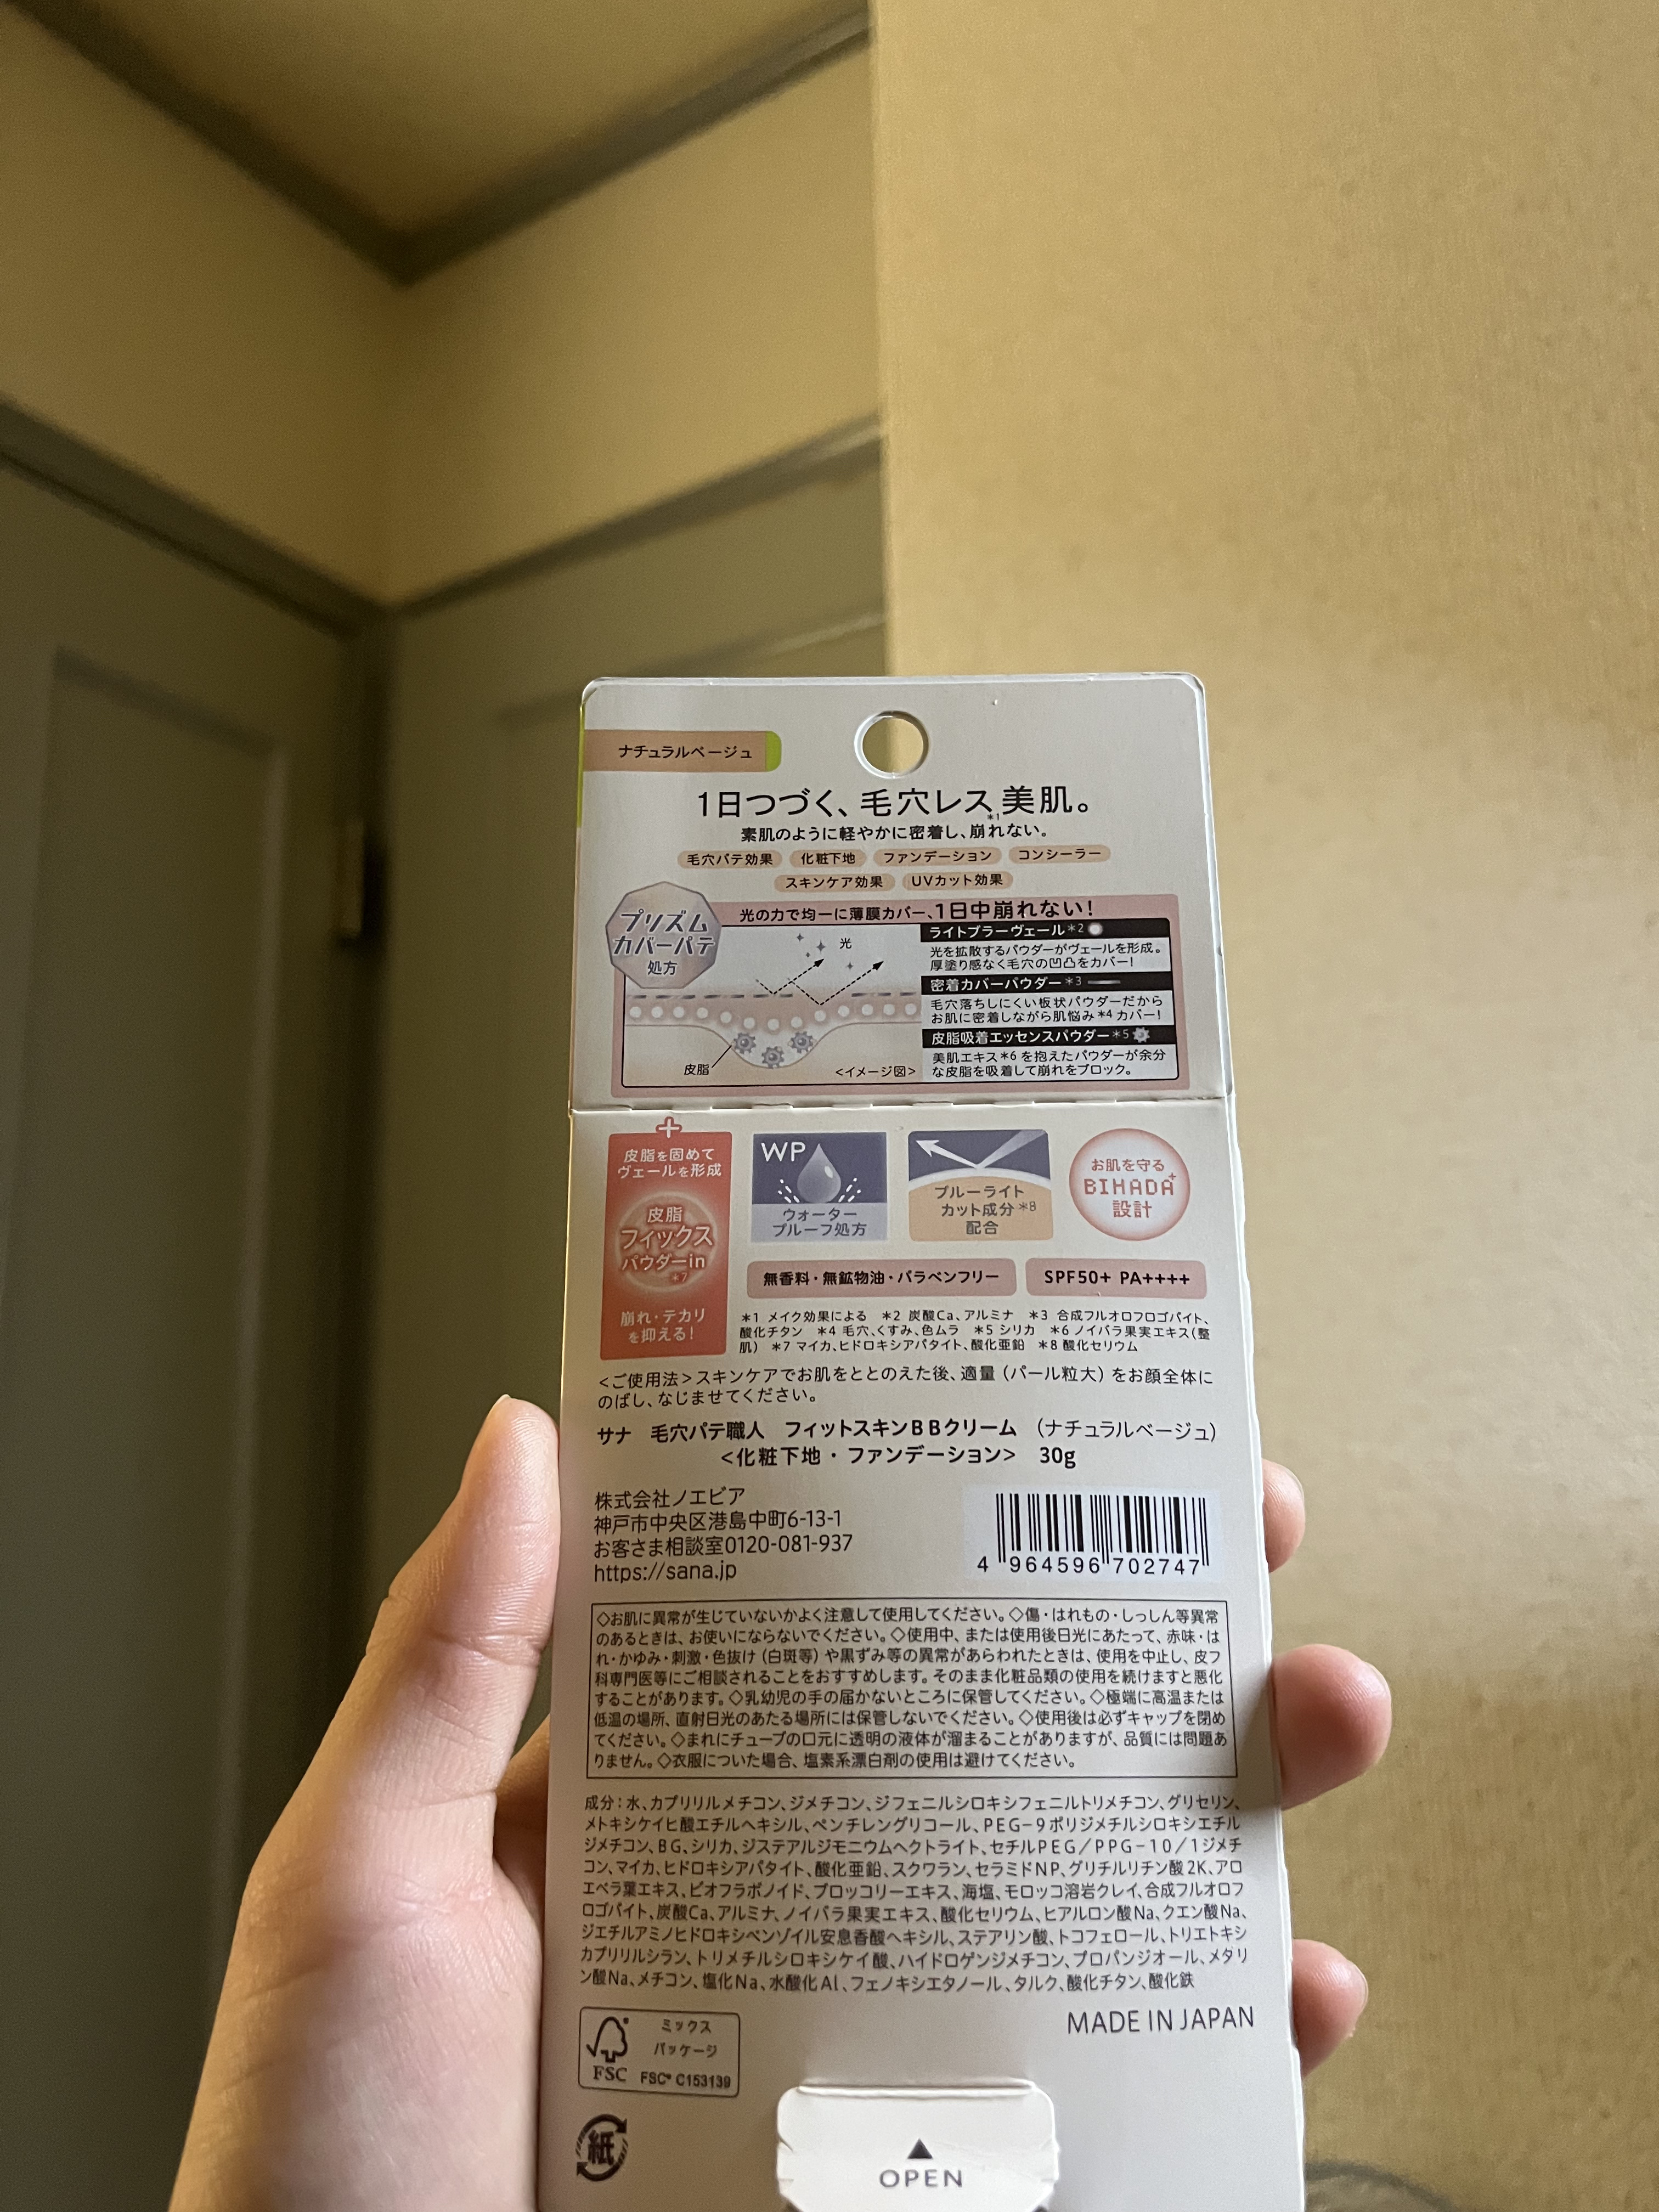 ナチュラルベージュ
1日つづく、毛穴レス*1美肌。
素肌のように軽やかに密着し、崩れない。
毛穴パテ効果 化粧下地 ファンデーション コンシーラー
スキンケア効果 UVカット効果
プリズム
カバーパテ
処方
光の力で均一に薄膜カバー、1日中崩れない!
光
皮脂
<イメージ図>
ライトブラーヴェール*2
光を拡散するパウダーがヴェールを形成。
厚塗り感なく毛穴の凹凸をカバー!
密着カバーパウダー*3
毛穴落ちしにくい板状パウダーだから
お肌に密着しながら肌悩み*4カバー!
皮脂吸着エッセンスパウダー*5
美肌エキス*6を抱えたパウダーが余分
な皮脂を吸着して崩れをブロック。
+
皮脂を固めて
ヴェールを形成
皮脂
フィックス
パウダーin
*7
崩れ・テカリ
を抑える!
WP
ウォーター
プルーフ処方
ブルーライト
カット成分*8
配合
お肌を守る
BIHADA+
設計
無香料・無鉱物油・パラベンフリー
SPF50+ PA++++
*1 メイク効果による *2 炭酸Ca、アルミナ *3 合成フルオロフロゴパイト、
酸化チタン *4 毛穴、くすみ、色ムラ *5 シリカ *6 ノイバラ果実エキス(整
肌) *7 マイカ、ヒドロキシアパタイト、酸化亜鉛 *8 酸化セリウム
<ご使用法>スキンケアでお肌をととのえた後、適量(パール粒大)をお顔全体に
のばし、なじませてください。
サナ 毛穴パテ職人 フィットスキンBBクリーム (ナチュラルベージュ)
<化粧下地・ファンデーション> 30g
株式会社ノエビア
神戸市中央区港島中町6-13-1
お客さま相談室0120-081-937
https://sana.jp
4 964596 702747
◇お肌に異常が生じていないかよく注意して使用してください。◇傷・はれもの・しっしん等異常
のあるときは、お使いにならないでください。◇使用中、または使用後日光にあたって、赤味・は
れ・かゆみ・刺激・色抜け(白斑等)や黒ずみ等の異常があらわれたときは、使用を中止し、皮フ
科専門医等にご相談されることをおすすめします。そのまま化粧品類の使用を続けますと悪化
することがあります。◇乳幼児の手の届かないところに保管してください。◇極端に高温または
低温の場所、直射日光のあたる場所には保管しないでください。◇使用後は必ずキャップを閉め
てください。◇まれにチューブの口元に透明の液体が溜まることがありますが、品質には問題あ
りません。◇衣服についた場合、塩素系漂白剤の使用は避けてください。
成分:水、カプリリルメチコン、ジメチコン、ジフェニルシロキシフェニルトリメチコン、グリセリン、
メトキシケイヒ酸エチルヘキシル、ペンチレングリコール、PEG-9ポリジメチルシロキシエチル
ジメチコン、BG、シリカ、ジステアルジモニウムヘクトライト、セチルPEG/PPG-10/1ジメチ
コン、マイカ、ヒドロキシアパタイト、酸化亜鉛、スクワラン、セラミドNP、グリチルリチン酸2K、アロ
エベラ葉エキス、ビオフラボノイド、ブロッコリーエキス、海塩、モロッコ溶岩クレイ、合成フルオロフ
ロゴパイト、炭酸Ca、アルミナ、ノイバラ果実エキス、酸化セリウム、ヒアルロン酸Na、クエン酸Na、
ジエチルアミノヒドロキシベンゾイル安息香酸ヘキシル、ステアリン酸、トコフェロール、トリエトキシ
カプリリルシラン、トリメチルシロキシケイ酸、ハイドロゲンジメチコン、プロパンジオール、メタリ
ン酸Na、メチコン、塩化Na、水酸化Al、フェノキシエタノール、タルク、酸化チタン、酸化鉄
MADE IN JAPAN
FSC
ミックス
パッケージ
FSC® C153139
紙
▲
OPEN